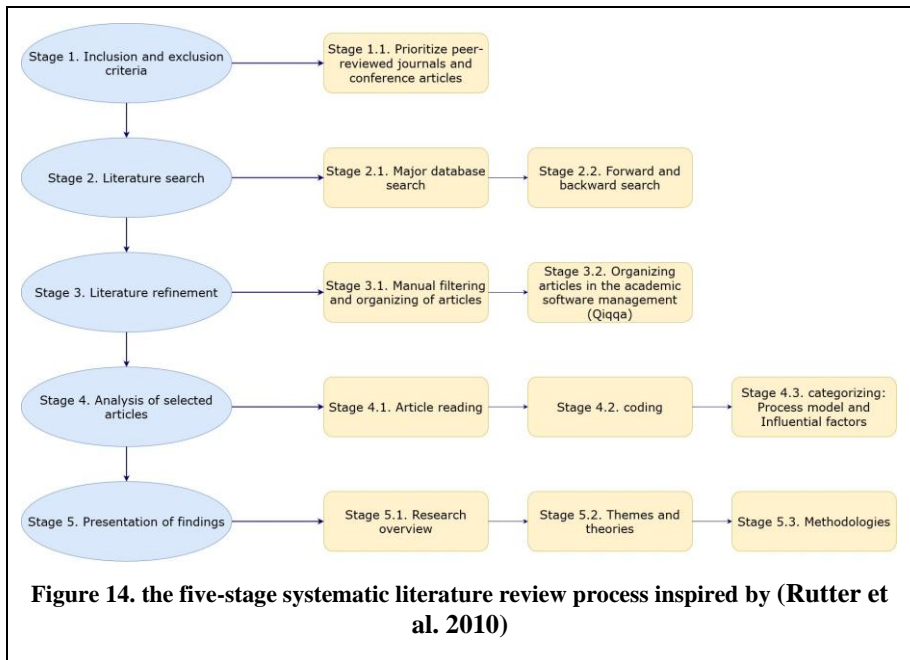 Stage 1. Inclusion and exclusion
criteria
Stage 1.1. Prioritize peer-
reviewed journals and
conference articles
Stage 2. Literature search
Stage 2.1. Major database
search
Stage 2.2. Forward and
backward search
Stage 3. Literature refinement
Stage 3.1. Manual filtering
and organizing of articles
Stage 3.2. Organizing
articles in the academic
software management
(Qiqqa)
Stage 4. Analysis of selected
articles
Stage 4.1. Article reading
Stage 4.2. coding
Stage 4.3. categorizing:
Process model and
Influential factors
Stage 5. Presentation of findings
Stage 5.1. Research
overview
Stage 5.2. Themes and
theories
Stage 5.3. Methodologies
Figure 14. the five-stage systematic literature review process inspired by (Rutter et
al. 2010)